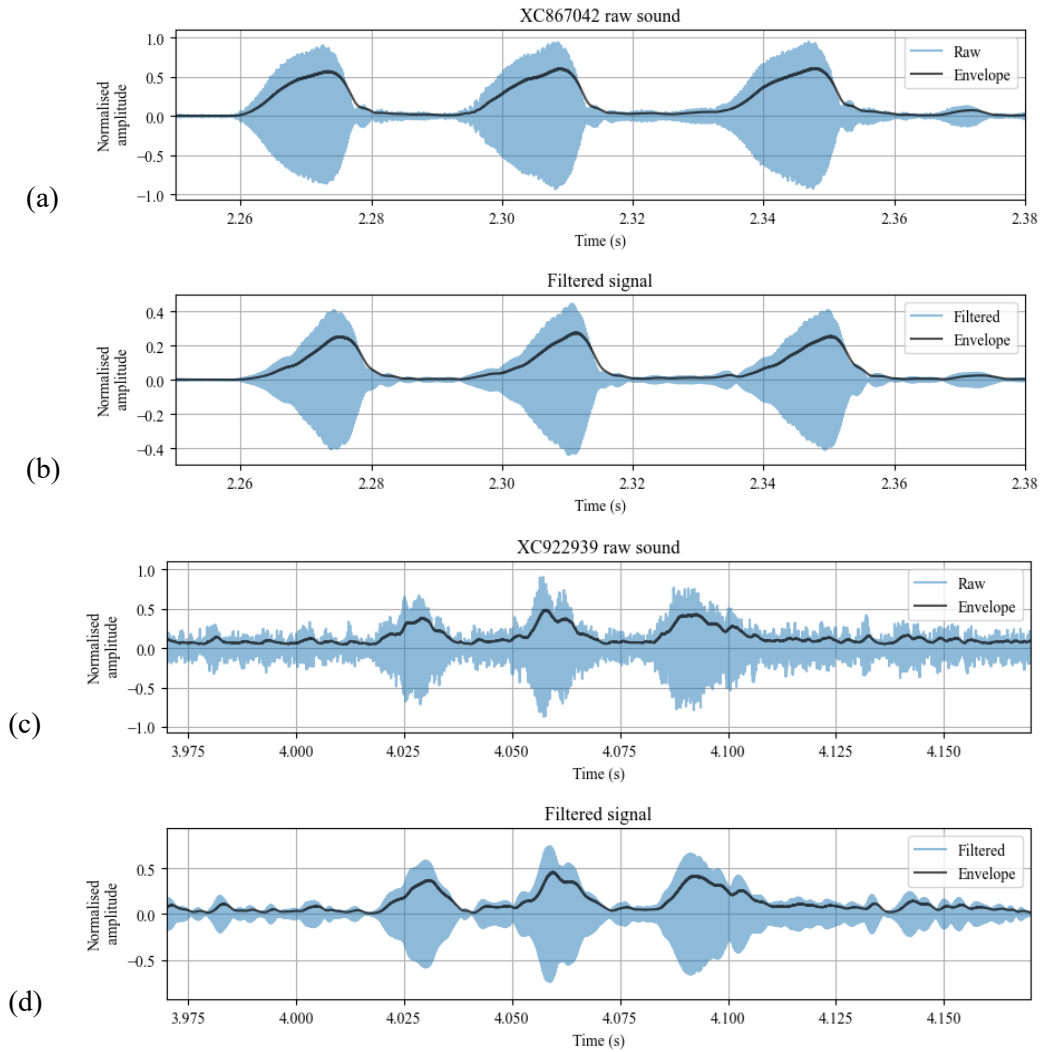 XC867042 raw sound
Normalised
amplitude
1.0
0.5
0.0
−0.5
−1.0
Raw
Envelope
2.26 2.28 2.30 2.32 2.34 2.36 2.38
Time (s)
(a)
Filtered signal
Normalised
amplitude
0.4
0.2
0.0
−0.2
−0.4
Filtered
Envelope
2.26 2.28 2.30 2.32 2.34 2.36 2.38
Time (s)
(b)
XC922939 raw sound
Normalised
amplitude
1.0
0.5
0.0
−0.5
−1.0
Raw
Envelope
3.975 4.000 4.025 4.050 4.075 4.100 4.125 4.150
Time (s)
(c)
Filtered signal
Normalised
amplitude
0.5
0.0
−0.5
Filtered
Envelope
3.975 4.000 4.025 4.050 4.075 4.100 4.125 4.150
Time (s)
(d)